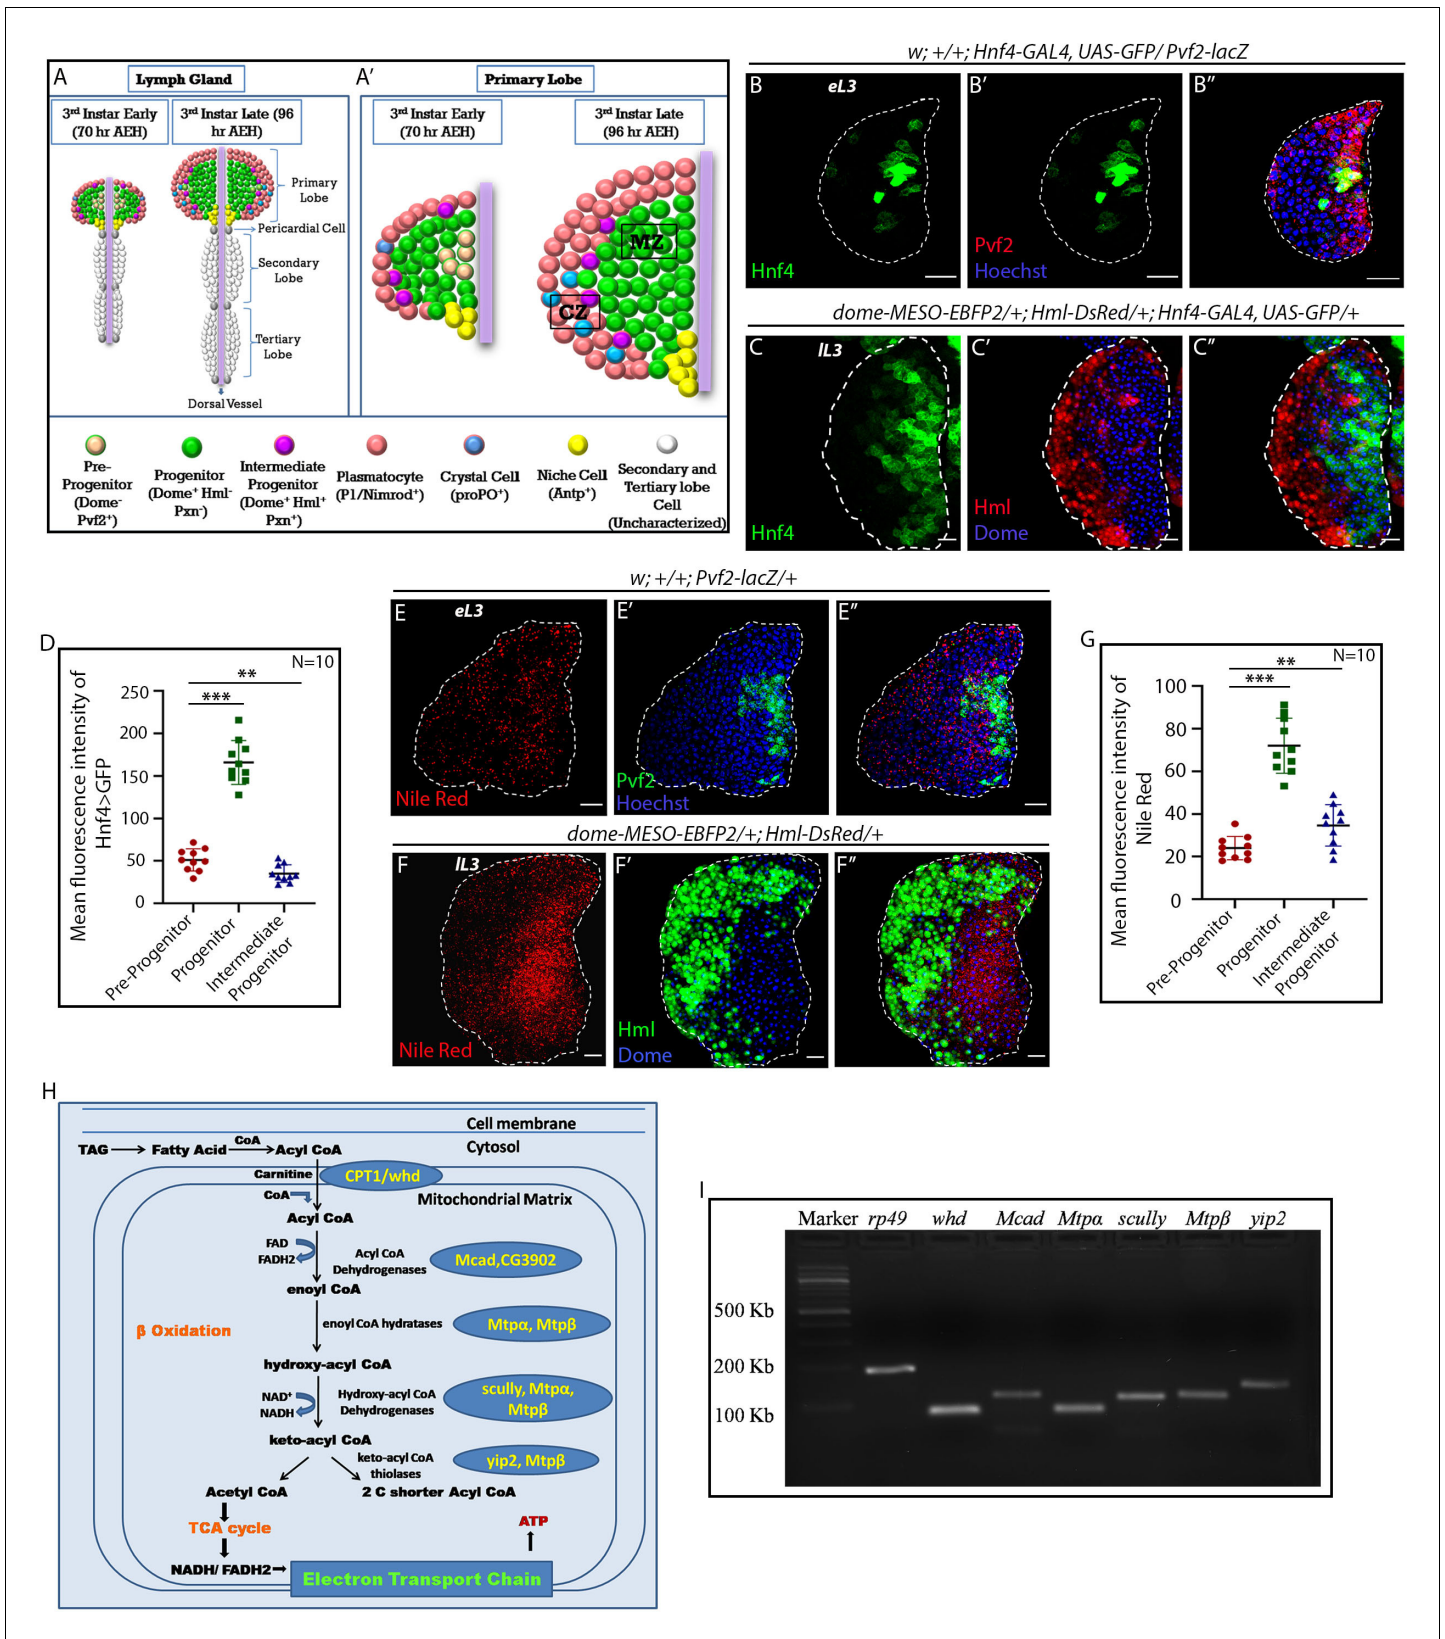 A
Lymph Gland
3rd Instar Early
(70 hr AEH)
3rd Instar Late (96
hr AEH)
Primary
Lobe
Pericardial Cell
Secondary
Lobe
Tertiary
Lobe
Dorsal Vessel
A′
Primary Lobe
3rd Instar Early
(70 hr AEH)
3rd Instar Late
(96 hr AEH)
MZ
CZ
Pre-
Progenitor
(Dome-
Pvf2+)
Progenitor
(Dome+ Hml-
Pxn-)
Intermediate
Progenitor
(Dome+ Hml+
Pxn+)
Plasmatocyte
(P1/Nimrod+)
Crystal Cell
(proPO+)
Niche Cell
(Antp+)
Secondary and
Tertiary lobe
Cell
(Uncharacterized)
w; +/+; Hnf4-GAL4, UAS-GFP/ Pvf2-lacZ
B
eL3
Hnf4
B′
Pvf2
Hoechst
B″
dome-MESO-EBFP2/+; Hml-DsRed/+; Hnf4-GAL4, UAS-GFP/+
C
lL3
Hnf4
C′
Hml
Dome
C″
D
N=10
**
***
Mean fluorescence intensity of
Hnf4>GFP
250
200
150
100
50
0
Pre-Progenitor
Progenitor
Intermediate
Progenitor
w; +/+; Pvf2-lacZ/+
E
eL3
Nile Red
E′
Pvf2
Hoechst
E″
dome-MESO-EBFP2/+; Hml-DsRed/+
F
lL3
Nile Red
F′
Hml
Dome
F″
G
N=10
**
***
Mean fluorescence intensity of
Nile Red
100
80
60
40
20
0
Pre-Progenitor
Progenitor
Intermediate
Progenitor
H
Cell membrane
Cytosol
TAG
Fatty Acid
CoA
Acyl CoA
Carnitine
CPT1/whd
Mitochondrial Matrix
CoA
Acyl CoA
FAD
FADH2
Acyl CoA
Dehydrogenases
Mcad,CG3902
enoyl CoA
β Oxidation
enoyl CoA hydratases
Mtpα, Mtpβ
hydroxy-acyl CoA
NAD+
NADH
Hydroxy-acyl CoA
Dehydrogenases
scully, Mtpα,
Mtpβ
keto-acyl CoA
keto-acyl CoA
thiolases
yip2, Mtpβ
Acetyl CoA
2 C shorter Acyl CoA
TCA cycle
ATP
NADH/ FADH2
Electron Transport Chain
I
Marker rp49 whd Mcad Mtpα scully Mtpβ yip2
500 Kb
200 Kb
100 Kb